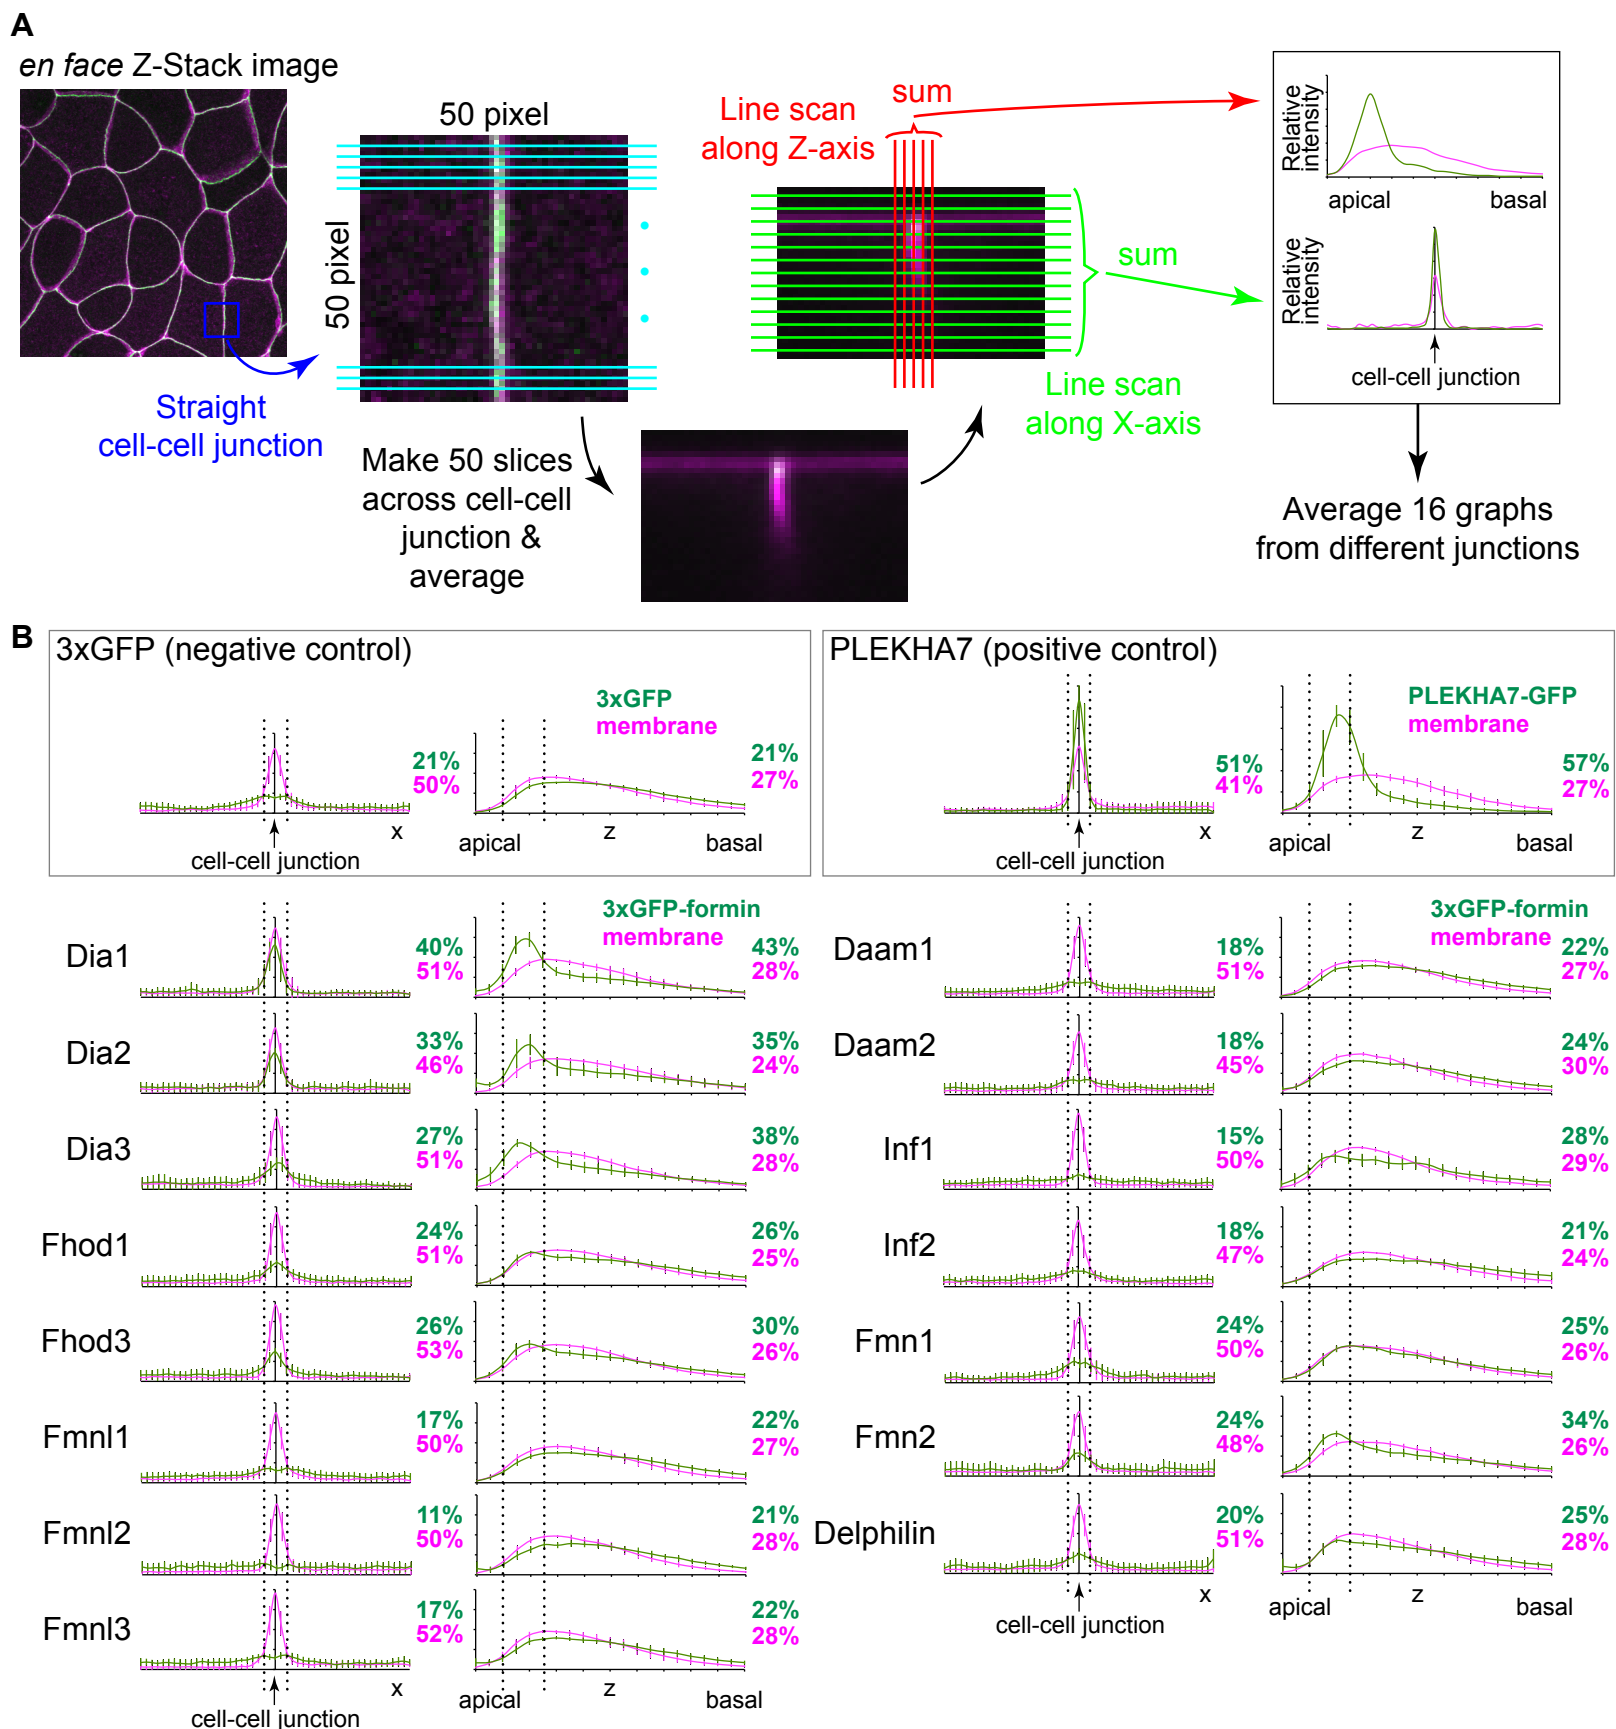 A
en face Z-Stack image
50 pixel
50 pixel
Straight
cell-cell junction
Make 50 slices
across cell-cell
junction &
average
Line scan
along Z-axis
sum
sum
Line scan
along X-axis
Relative
intensity
apical
basal
Relative
intensity
cell-cell junction
Average 16 graphs
from different junctions
B
3xGFP (negative control)
3xGFP
membrane
21%
50%
21%
27%
x
cell-cell junction
apical
z
basal
PLEKHA7 (positive control)
PLEKHA7-GFP
membrane
51%
41%
57%
27%
x
cell-cell junction
apical
z
basal
3xGFP-formin
membrane
Dia1
40%
51%
43%
28%
Dia2
33%
46%
35%
24%
Dia3
27%
51%
38%
28%
Fhod1
24%
51%
26%
25%
Fhod3
26%
53%
30%
26%
Fmnl1
17%
50%
22%
27%
Fmnl2
11%
50%
21%
28%
Fmnl3
17%
52%
22%
28%
x
cell-cell junction
apical
z
basal
3xGFP-formin
membrane
Daam1
18%
51%
22%
27%
Daam2
18%
45%
24%
30%
Inf1
15%
50%
28%
29%
Inf2
18%
47%
21%
24%
Fmn1
24%
50%
25%
26%
Fmn2
24%
48%
34%
26%
Delphilin
20%
51%
25%
28%
x
cell-cell junction
apical
z
basal